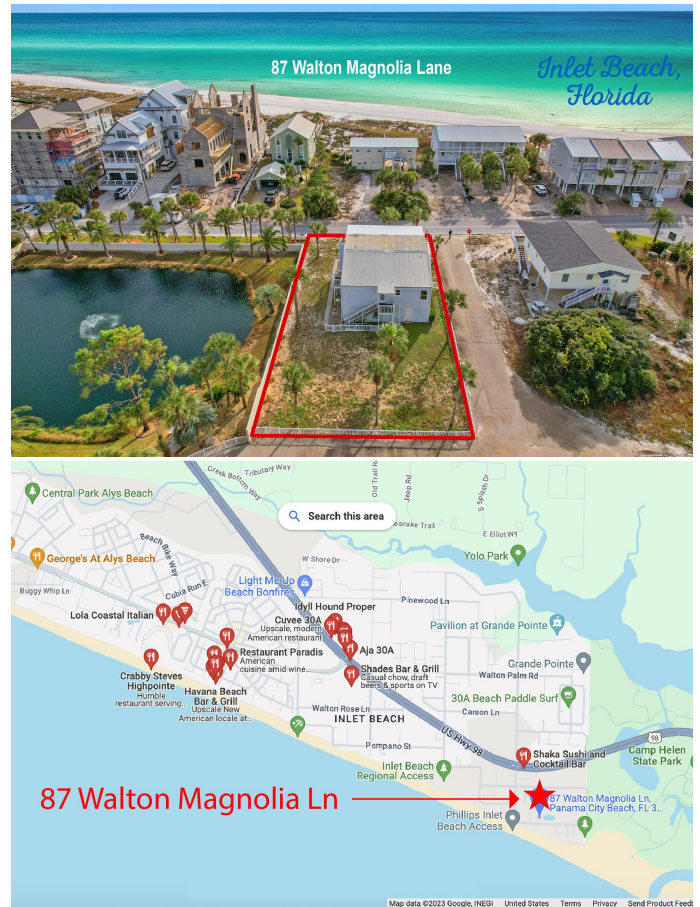 87 Walton Magnolia Lane
Inlet Beach,
Florida
Creek Bottom Way
Tributary Way
Old Trail Rd
Jeep Rd
S Splash Dr
Central Park Alys Beach
Search this area
esnake Trail
E Elliot Wy
George's At Alys Beach
Beach Bike Way
W Shore Dr
Yolo Park
Buggy Whip Ln
Cobia Run E
Light Me Up
Beach Bonfires
Pinewood Ln
Lola Coastal Italian
Idyll Hound Proper
Cuvee 30A
Upscale, modern
American restaurant
Pavilion at Grande Pointe
Restaurant Paradis
American
cuisine amid wine...
Aja 30A
Grande Pointe
Crabby Steves
Highpointe
Humble
restaurant serving...
Havana Beach
Bar & Grill
Upscale New
American locale at...
Shades Bar & Grill
Casual chow, draft
beers & sports on TV
Walton Palm Rd
30A Beach Paddle Surf
Walton Rose Ln
Carson Ln
INLET BEACH
US Hwy 98
98
Pompano St
Shaka Sushi and
Cocktail Bar
Camp Helen
State Park
Inlet Beach
Regional Access
87 Walton Magnolia Ln
87 Walton Magnolia Ln,
Panama City Beach, FL 3...
Phillips Inlet
Beach Access
Map data ©2023 Google, INEGI United States Terms Privacy Send Product Feedb